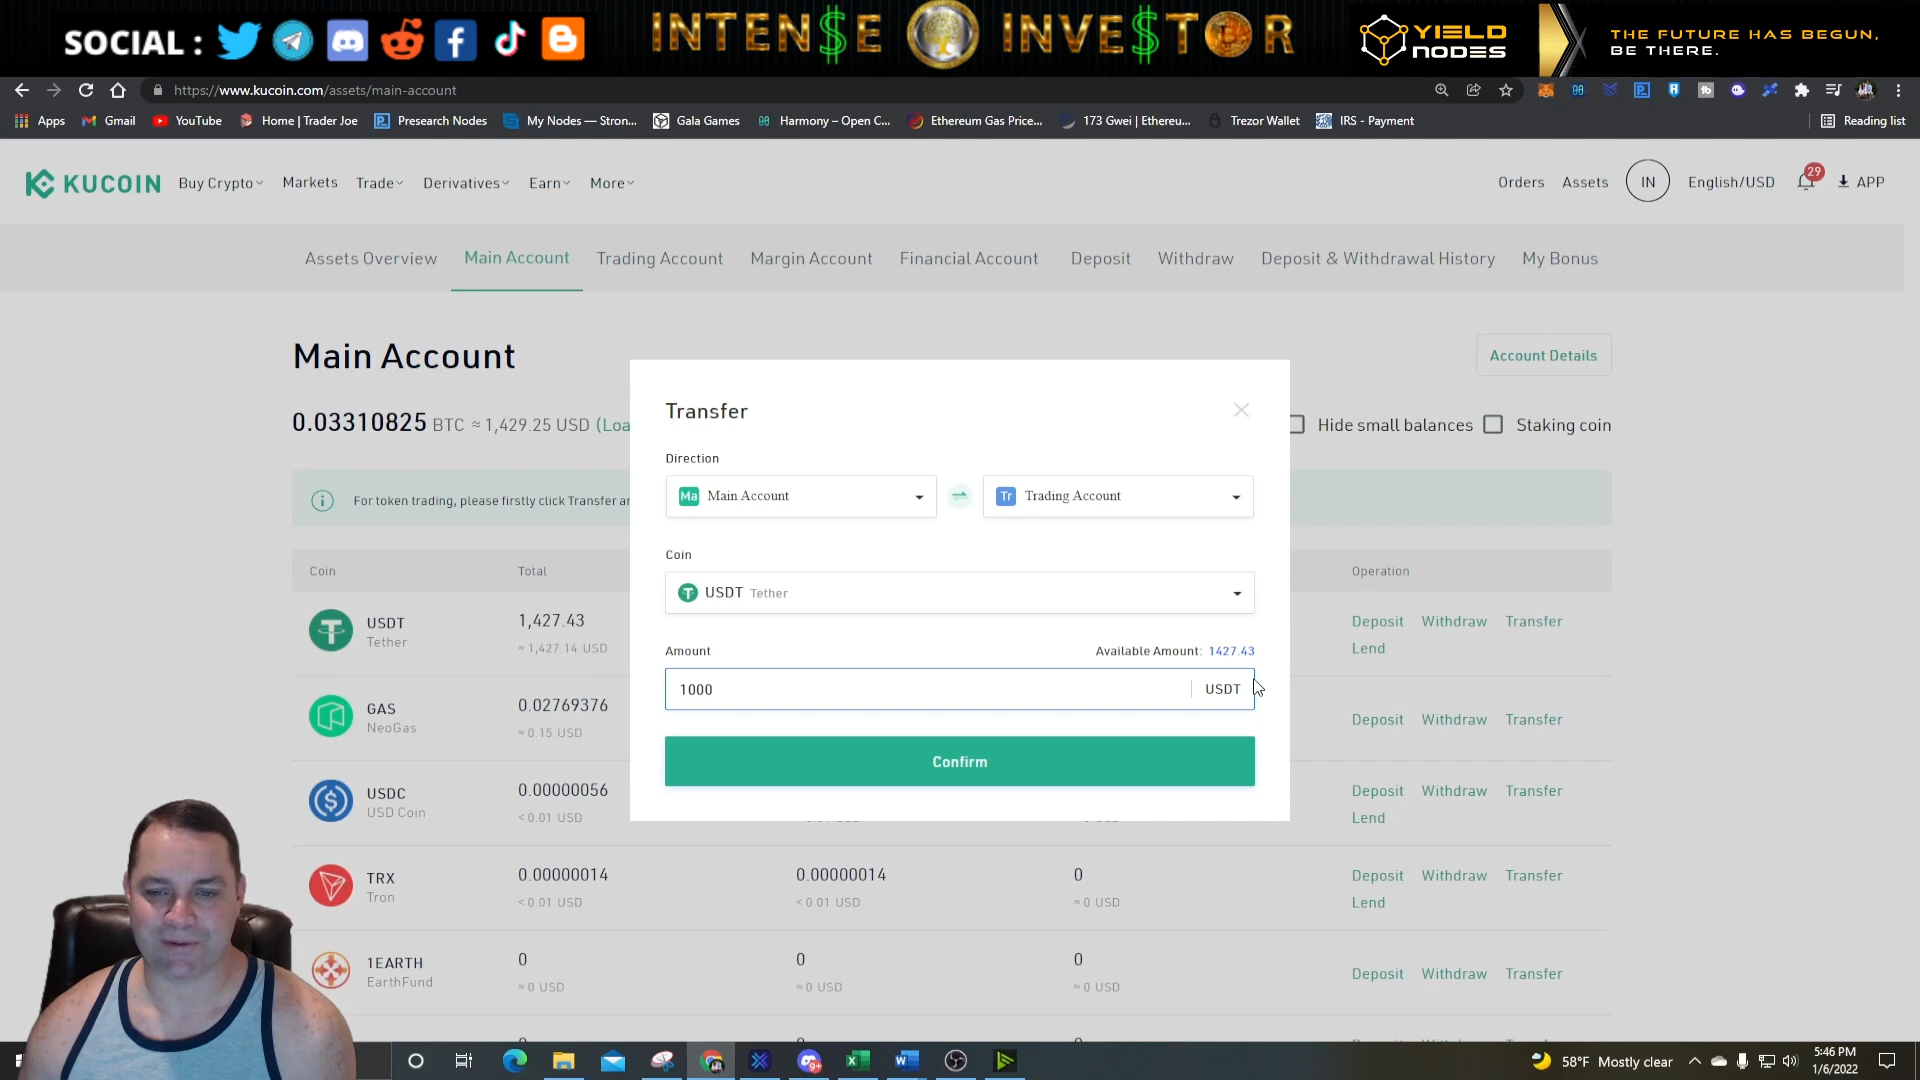 SOCIAL :
INTEN$E INVE$TOR
YIELD NODES
THE FUTURE HAS BEGUN,
BE THERE.
https://www.kucoin.com/assets/main-account
Apps Gmail YouTube Home | Trader Joe Presearch Nodes My Nodes — Stron... Gala Games Harmony – Open C... Ethereum Gas Price... 173 Gwei | Ethereu... Trezor Wallet IRS - Payment Reading list
KUCOIN Buy Crypto Markets Trade Derivatives Earn More Orders Assets IN English/USD 29 APP
Assets Overview Main Account Trading Account Margin Account Financial Account Deposit Withdraw Deposit & Withdrawal History My Bonus
Main Account
Account Details
0.03310825 BTC ≈ 1,429.25 USD (Loa
Hide small balances Staking coin
For token trading, please firstly click Transfer an
Transfer
Direction
Ma Main Account Tr Trading Account
Coin
USDT Tether
Amount Available Amount: 1427.43
1000 USDT
Confirm
Coin Total Operation
USDT 1,427.43 Deposit Withdraw Transfer
Tether ≈ 1,427.14 USD Lend
GAS 0.02769376 Deposit Withdraw Transfer
NeoGas ≈ 0.15 USD
USDC 0.00000056 Deposit Withdraw Transfer
USD Coin < 0.01 USD Lend
TRX 0.00000014 0.00000014 0 Deposit Withdraw Transfer
Tron < 0.01 USD < 0.01 USD ≈ 0 USD Lend
1EARTH 0 0 0 Deposit Withdraw Transfer
EarthFund ≈ 0 USD ≈ 0 USD ≈ 0 USD
58°F Mostly clear
5:46 PM
1/6/2022